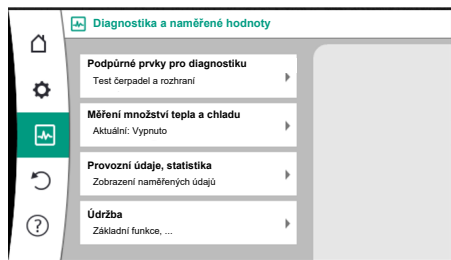 Diagnostika a naměřené hodnoty
Podpůrné prvky pro diagnostiku
Test čerpadel a rozhraní
Měření množství tepla a chladu
Aktuální: Vypnuto
Provozní údaje, statistika
Zobrazení naměřených údajů
Údržba
Základní funkce, ...